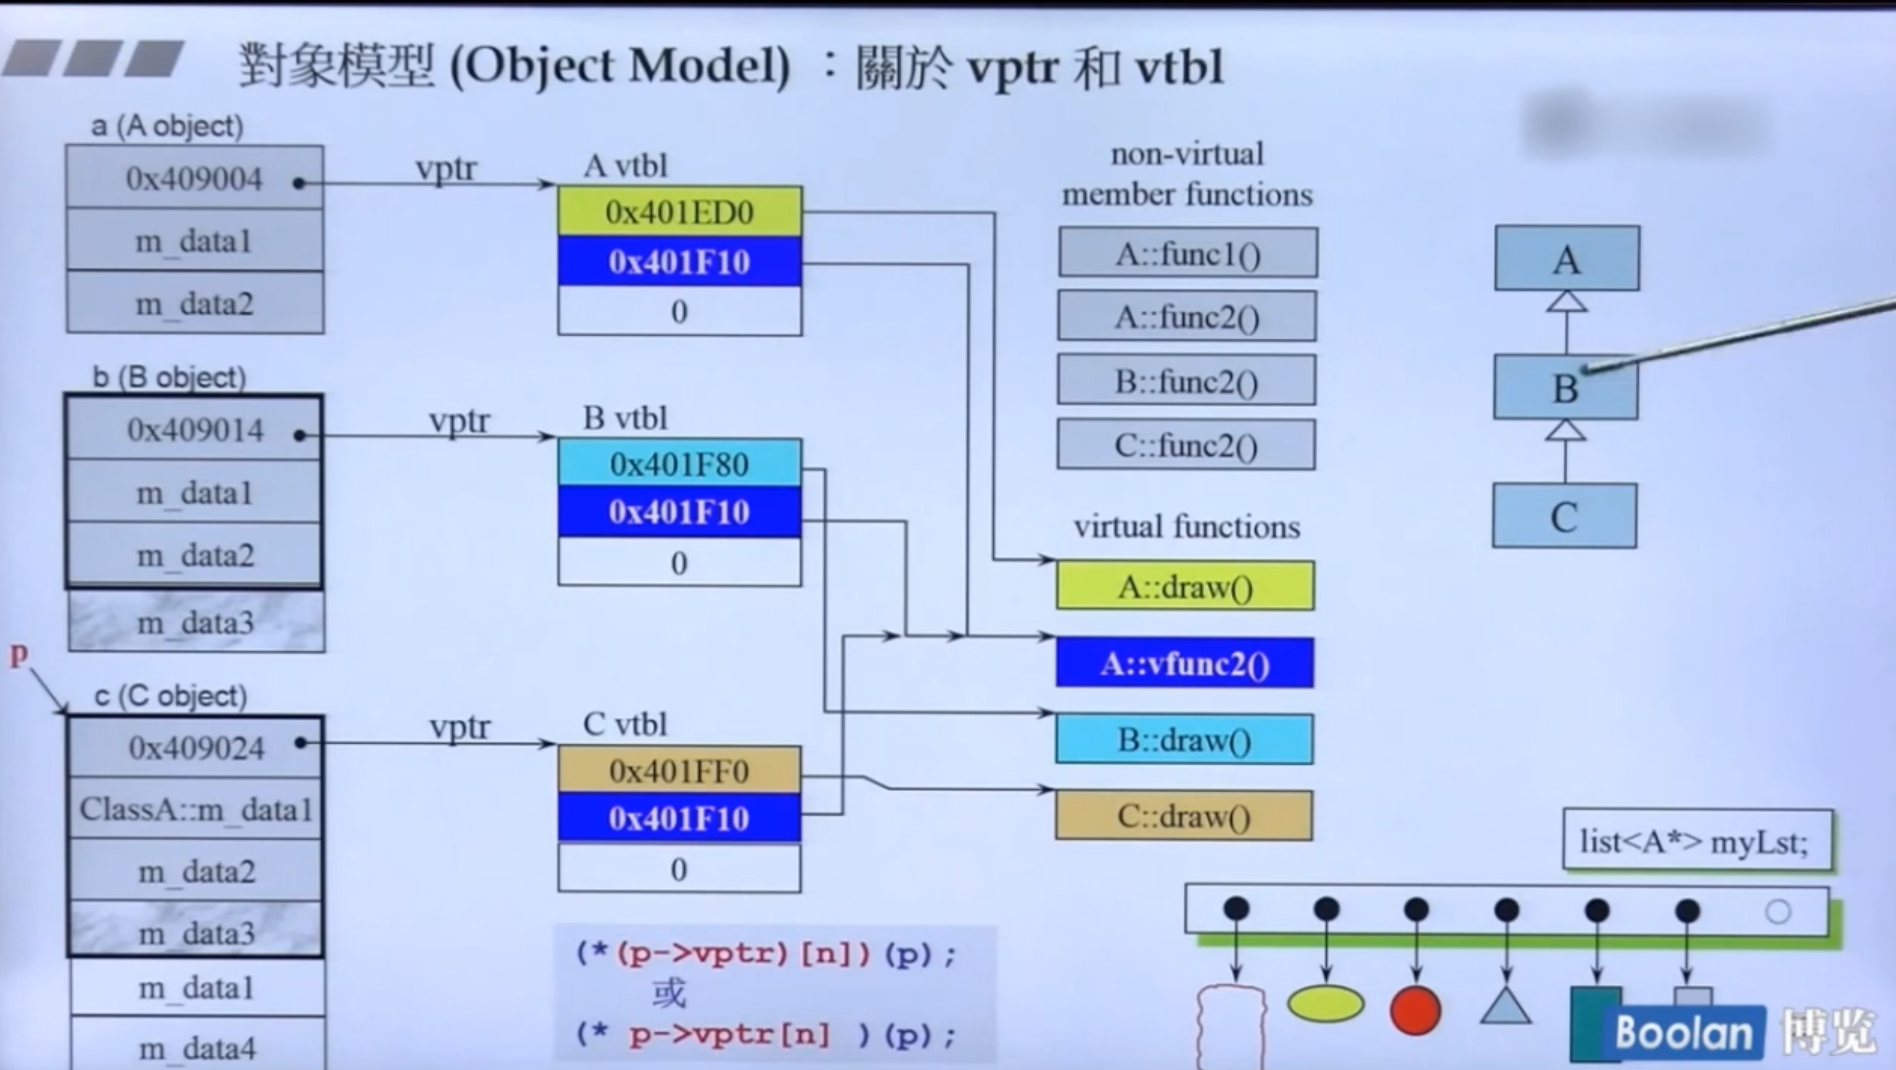 對象模型 (Object Model) ：關於 vptr 和 vtbl
a (A object)
0x409004
m_data1
m_data2
vptr
A vtbl
0x401ED0
0x401F10
0
b (B object)
0x409014
m_data1
m_data2
m_data3
vptr
B vtbl
0x401F80
0x401F10
0
p
c (C object)
0x409024
ClassA::m_data1
m_data2
m_data3
m_data1
m_data4
vptr
C vtbl
0x401FF0
0x401F10
0
(*(p->vptr)[n])(p);
或
(* p->vptr[n] )(p);
non-virtual
member functions
A::func1()
A::func2()
B::func2()
C::func2()
virtual functions
A::draw()
A::vfunc2()
B::draw()
C::draw()
A
B
C
list<A*> myLst;
Boolan 博览